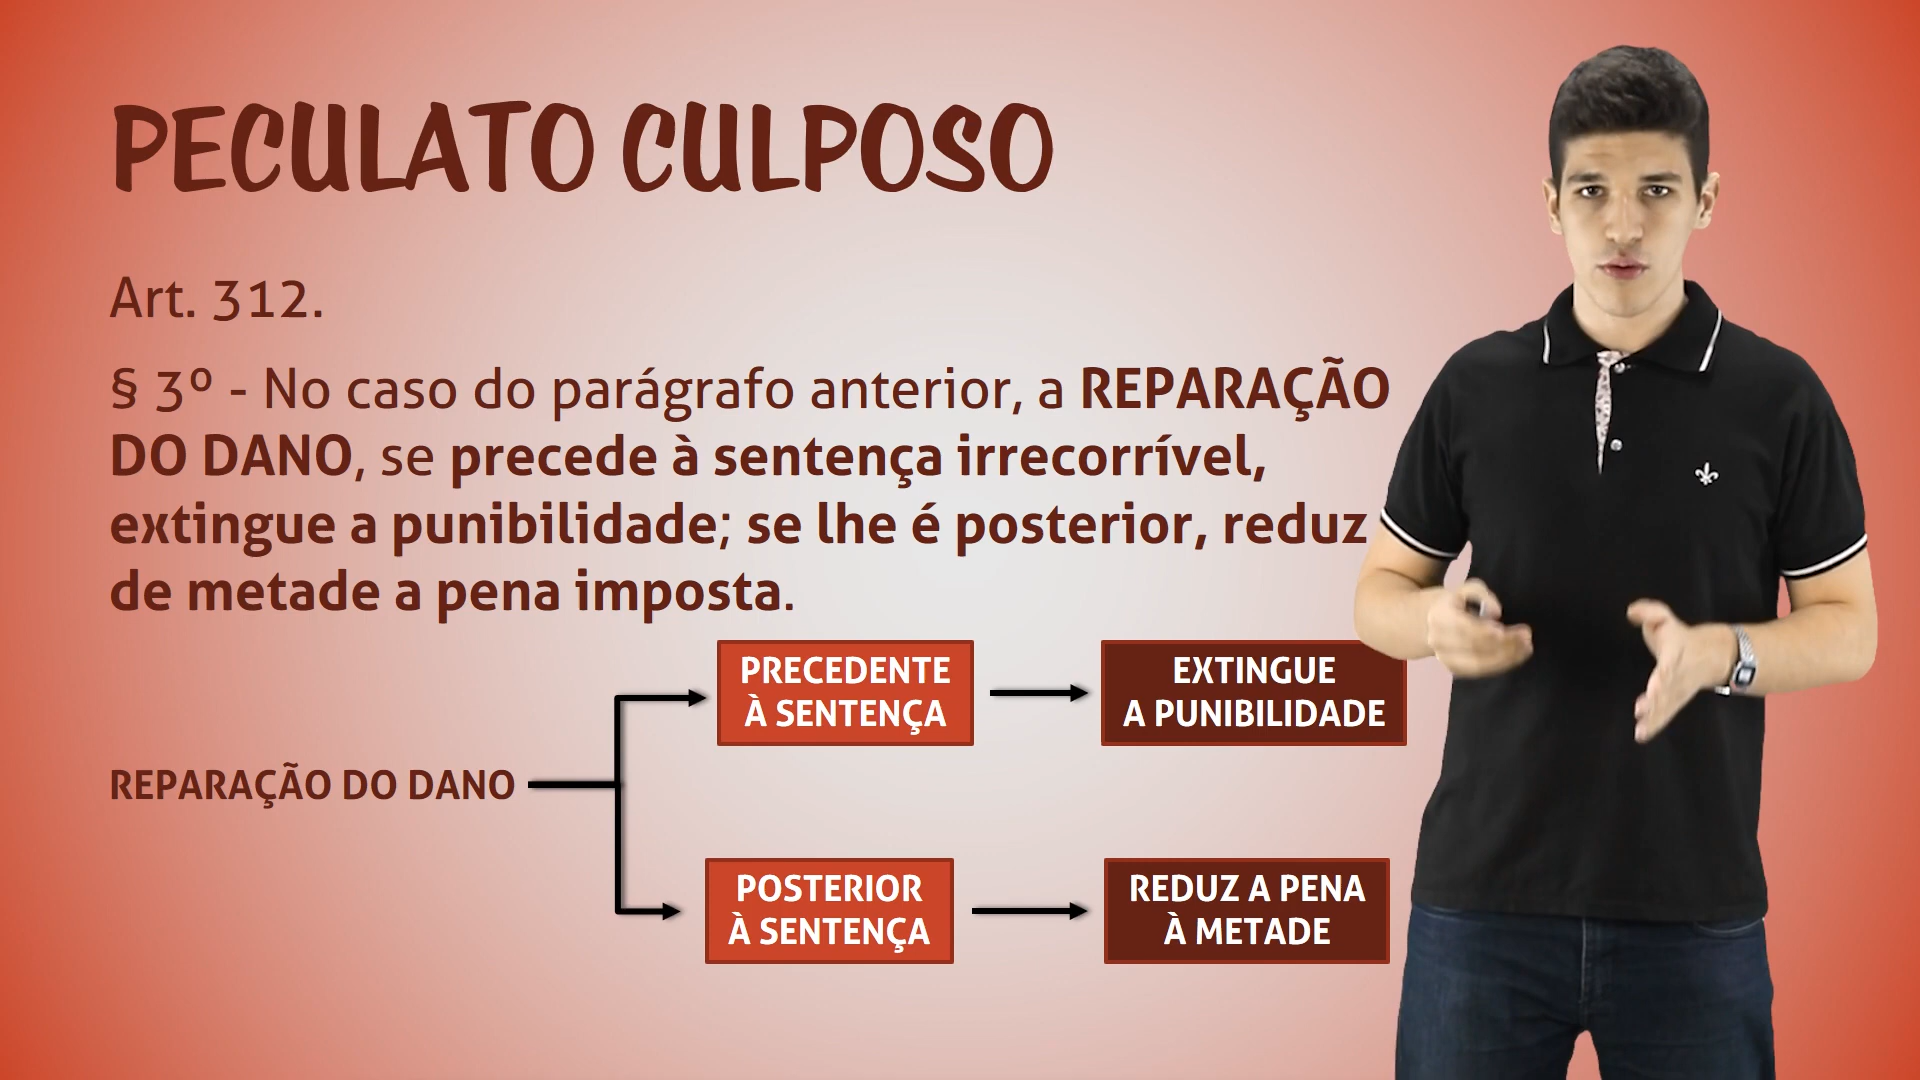 PECULATO CULPOSO
Art. 312.
§ 3º - No caso do parágrafo anterior, a REPARAÇÃO
DO DANO, se precede à sentença irrecorrível,
extingue a punibilidade; se lhe é posterior, reduz
de metade a pena imposta.
PRECEDENTE
À SENTENÇA
EXTINGUE
A PUNIBILIDADE
REPARAÇÃO DO DANO
POSTERIOR
À SENTENÇA
REDUZ A PENA
À METADE